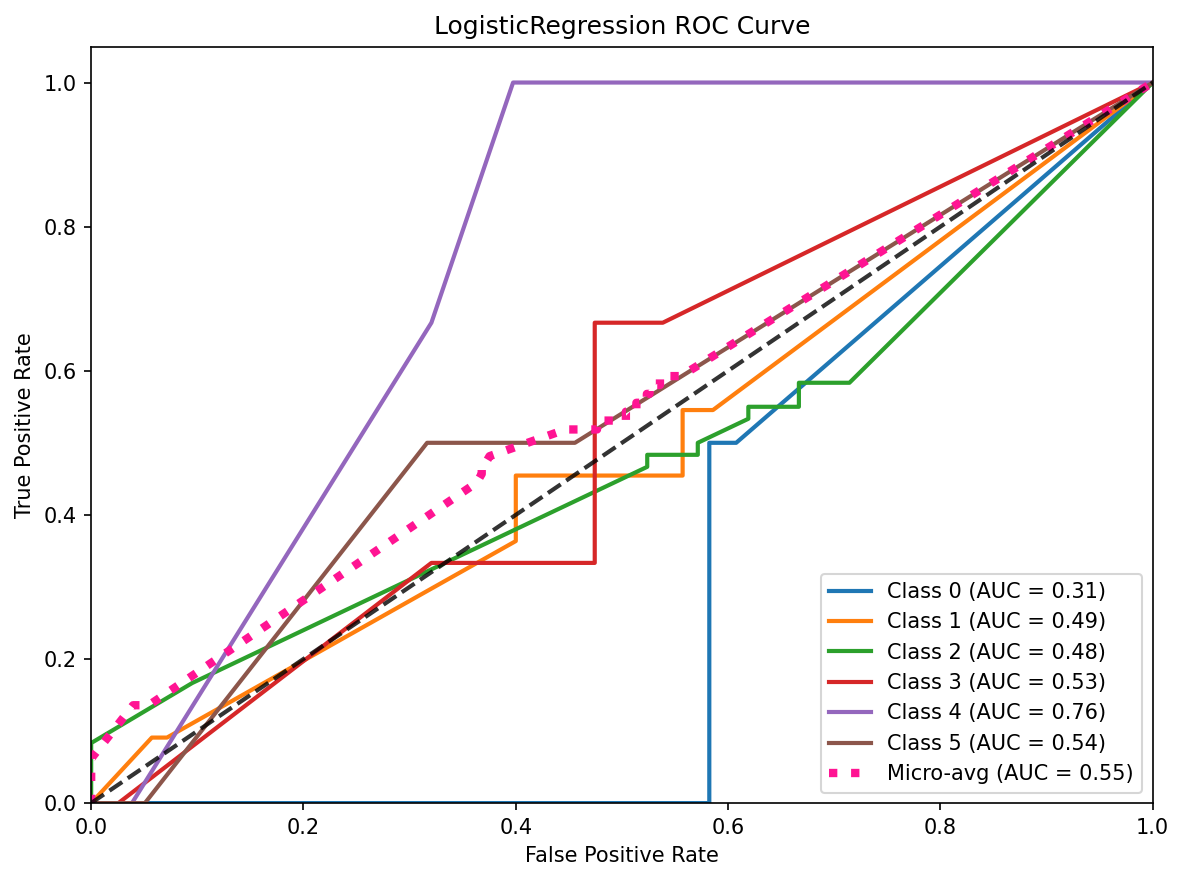 LogisticRegression ROC Curve
True Positive Rate
1.0
0.8
0.6
0.4
0.2
0.0
0.0 0.2 0.4 0.6 0.8 1.0
False Positive Rate
Class 0 (AUC = 0.31)
Class 1 (AUC = 0.49)
Class 2 (AUC = 0.48)
Class 3 (AUC = 0.53)
Class 4 (AUC = 0.76)
Class 5 (AUC = 0.54)
Micro-avg (AUC = 0.55)